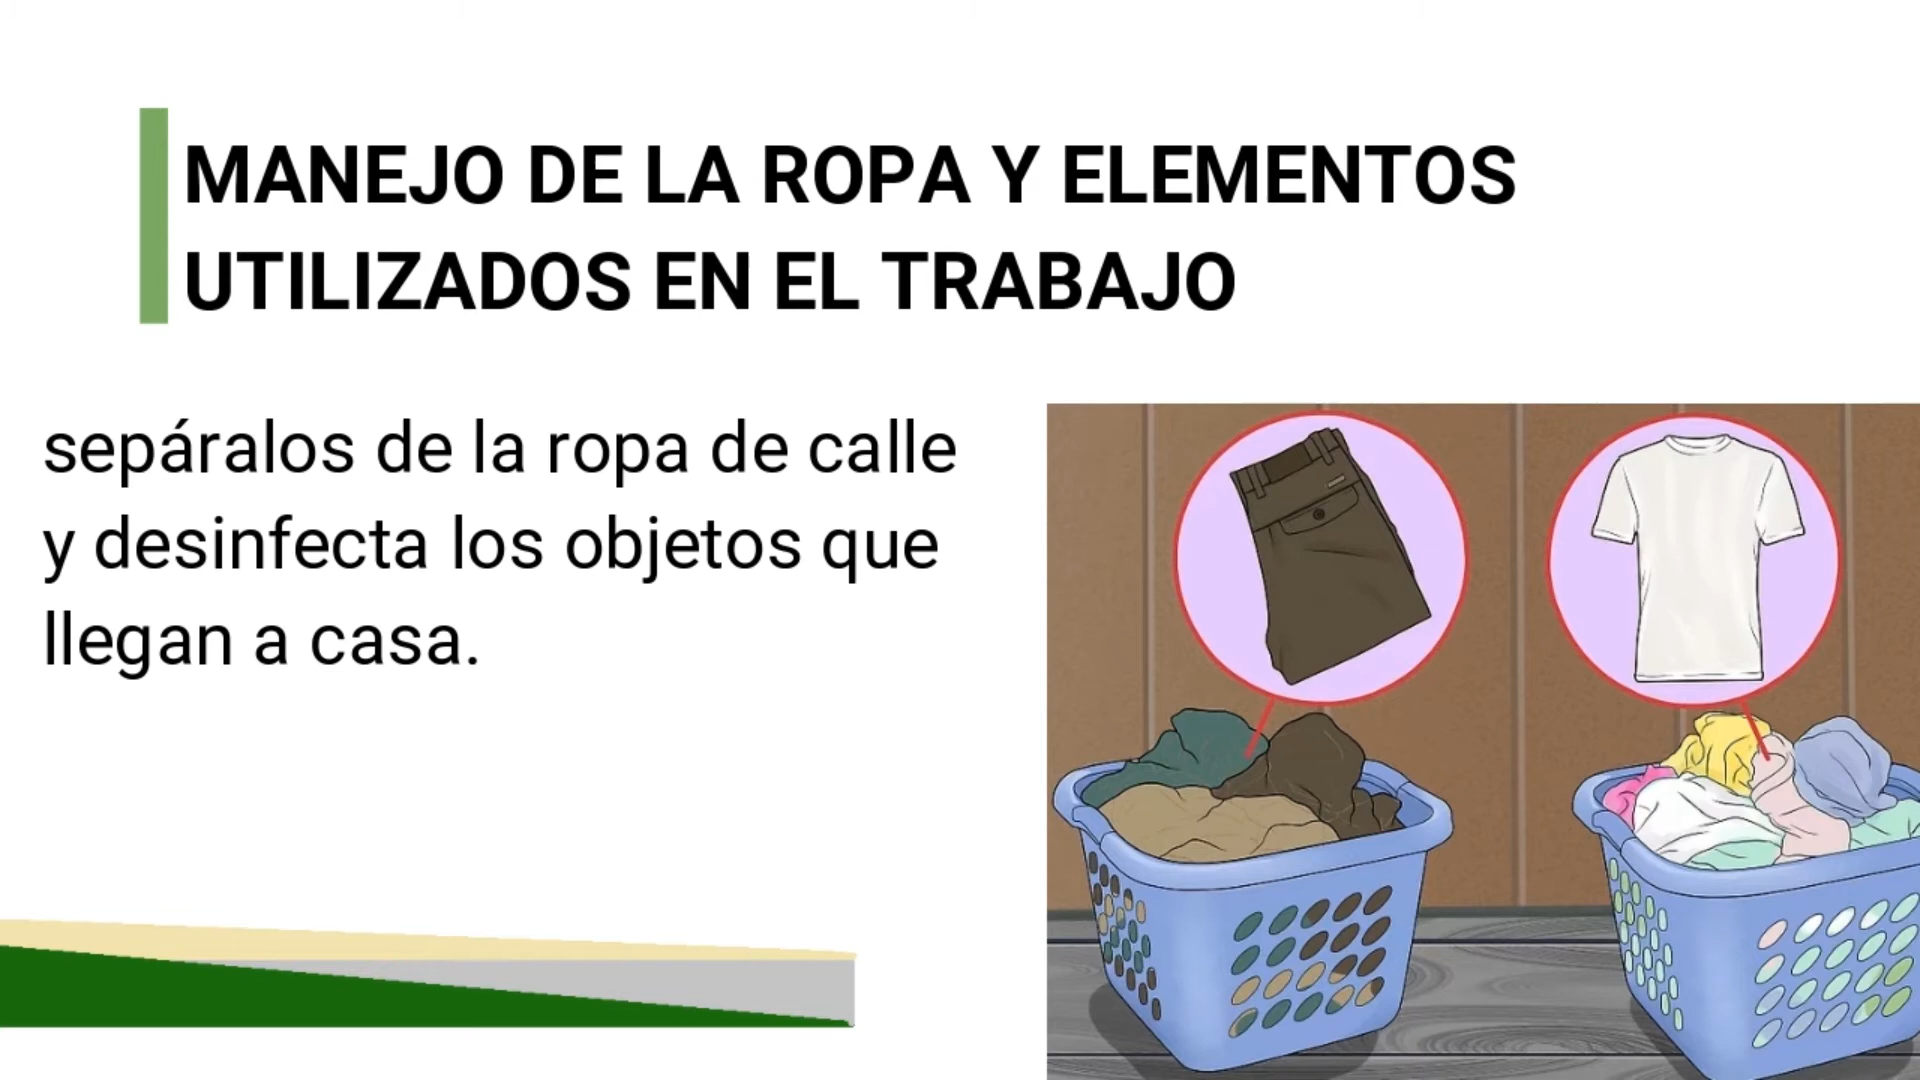 MANEJO DE LA ROPA Y ELEMENTOS
UTILIZADOS EN EL TRABAJO
sepáralos de la ropa de calle
y desinfecta los objetos que
llegan a casa.